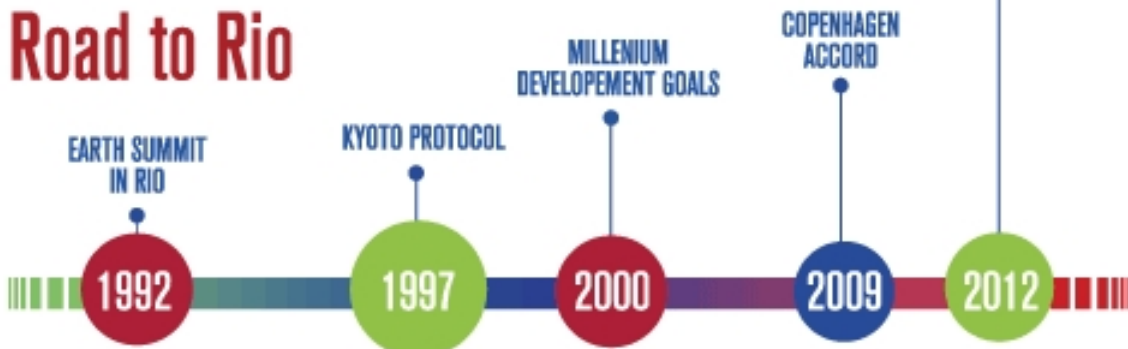 Road to Rio
EARTH SUMMIT
IN RIO
KYOTO PROTOCOL
MILLENIUM
DEVELOPEMENT GOALS
COPENHAGEN
ACCORD
1992
1997
2000
2009
2012